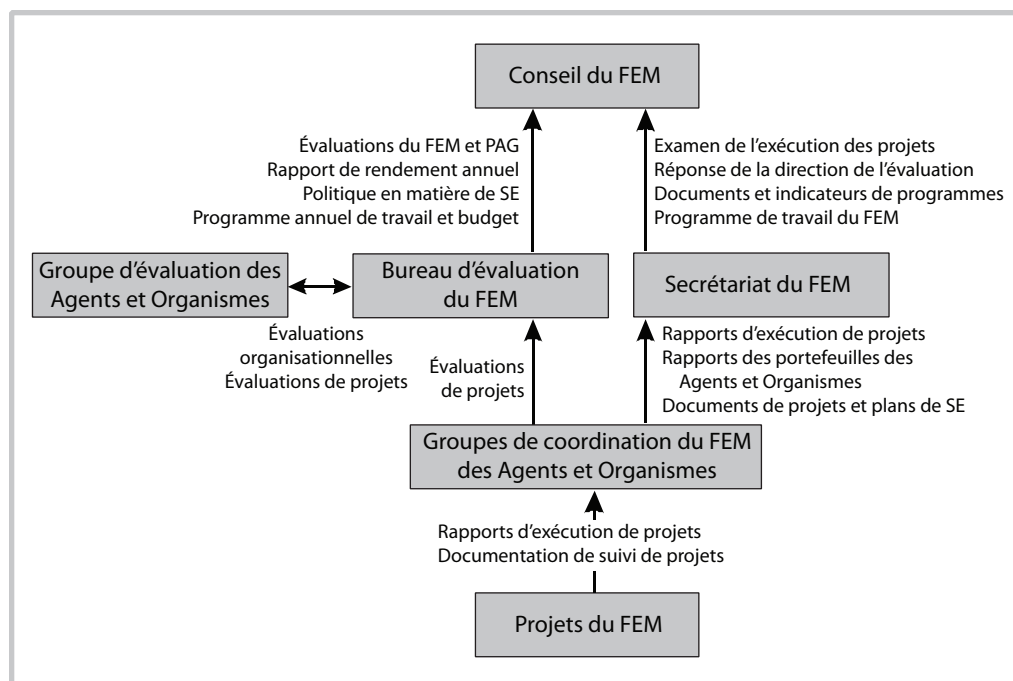 Conseil du FEM
Évaluations du FEM et PAG
Rapport de rendement annuel
Politique en matière de SE
Programme annuel de travail et budget
Examen de l’exécution des projets
Réponse de la direction de l’évaluation
Documents et indicateurs de programmes
Programme de travail du FEM
Groupe d’évaluation des
Agents et Organismes
Bureau d’évaluation
du FEM
Secrétariat du FEM
Évaluations
organisationnelles
Évaluations de projets
Évaluations
de projets
Rapports d’exécution de projets
Rapports des portefeuilles des
Agents et Organismes
Documents de projets et plans de SE
Groupes de coordination du FEM
des Agents et Organismes
Rapports d’exécution de projets
Documentation de suivi de projets
Projets du FEM